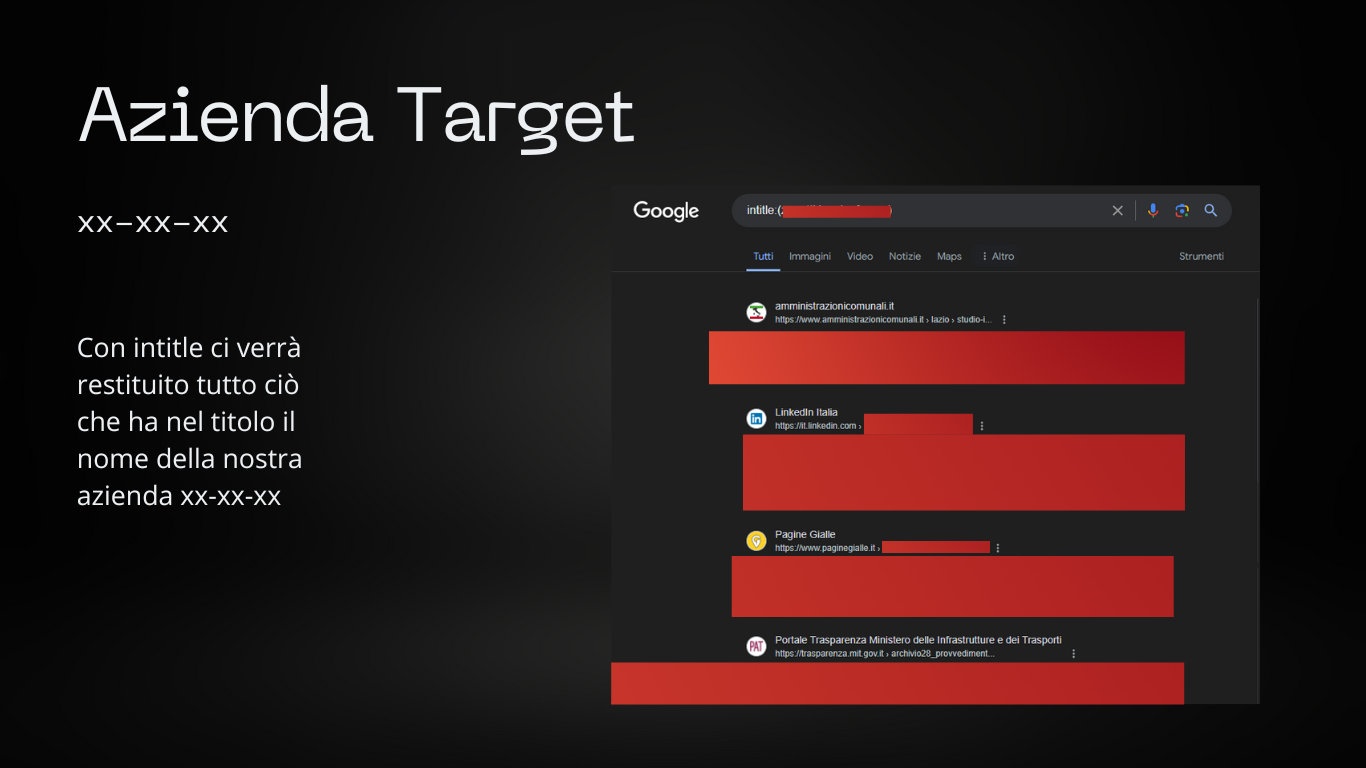 Azienda Target
xx–xx–xx
Con intitle ci verrà
restituito tutto ciò
che ha nel titolo il
nome della nostra
azienda xx-xx-xx
Google
intitle:(
Tutti Immagini Video Notizie Maps Altro Strumenti
amministrazionicomunali.it
https://www.amministrazionicomunali.it › lazio › studio-i...
LinkedIn Italia
https://it.linkedin.com ›
Pagine Gialle
https://www.paginegialle.it ›
PAT
Portale Trasparenza Ministero delle Infrastrutture e dei Trasporti
https://trasparenza.mit.gov.it › archivio28_provvediment...